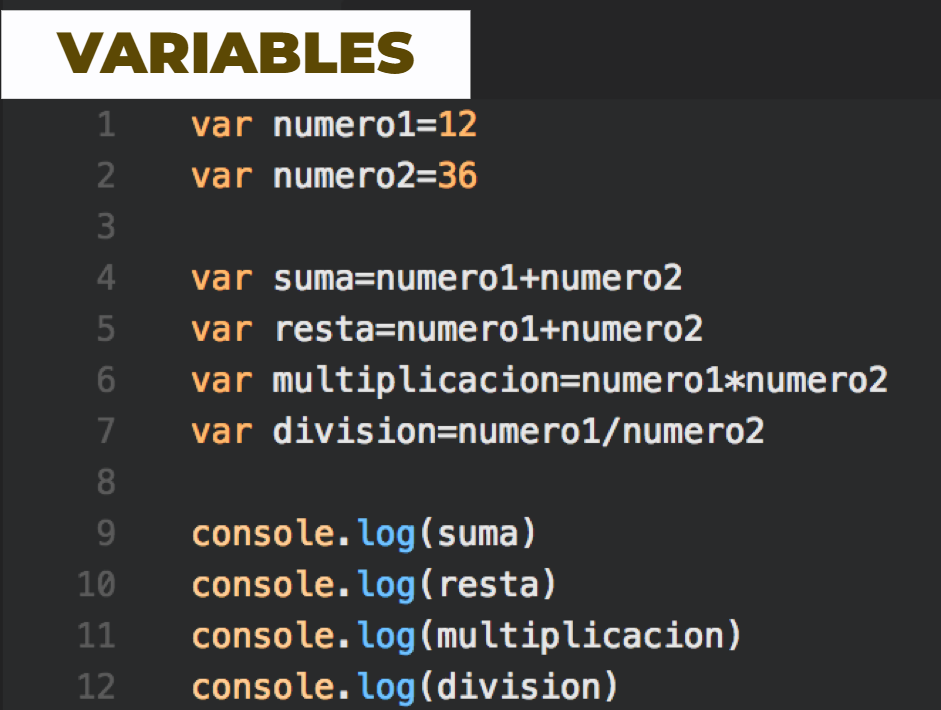 VARIABLES
1 var numero1=12
2 var numero2=36
3
4 var suma=numero1+numero2
5 var resta=numero1+numero2
6 var multiplicacion=numero1*numero2
7 var division=numero1/numero2
8
9 console.log(suma)
10 console.log(resta)
11 console.log(multiplicacion)
12 console.log(division)